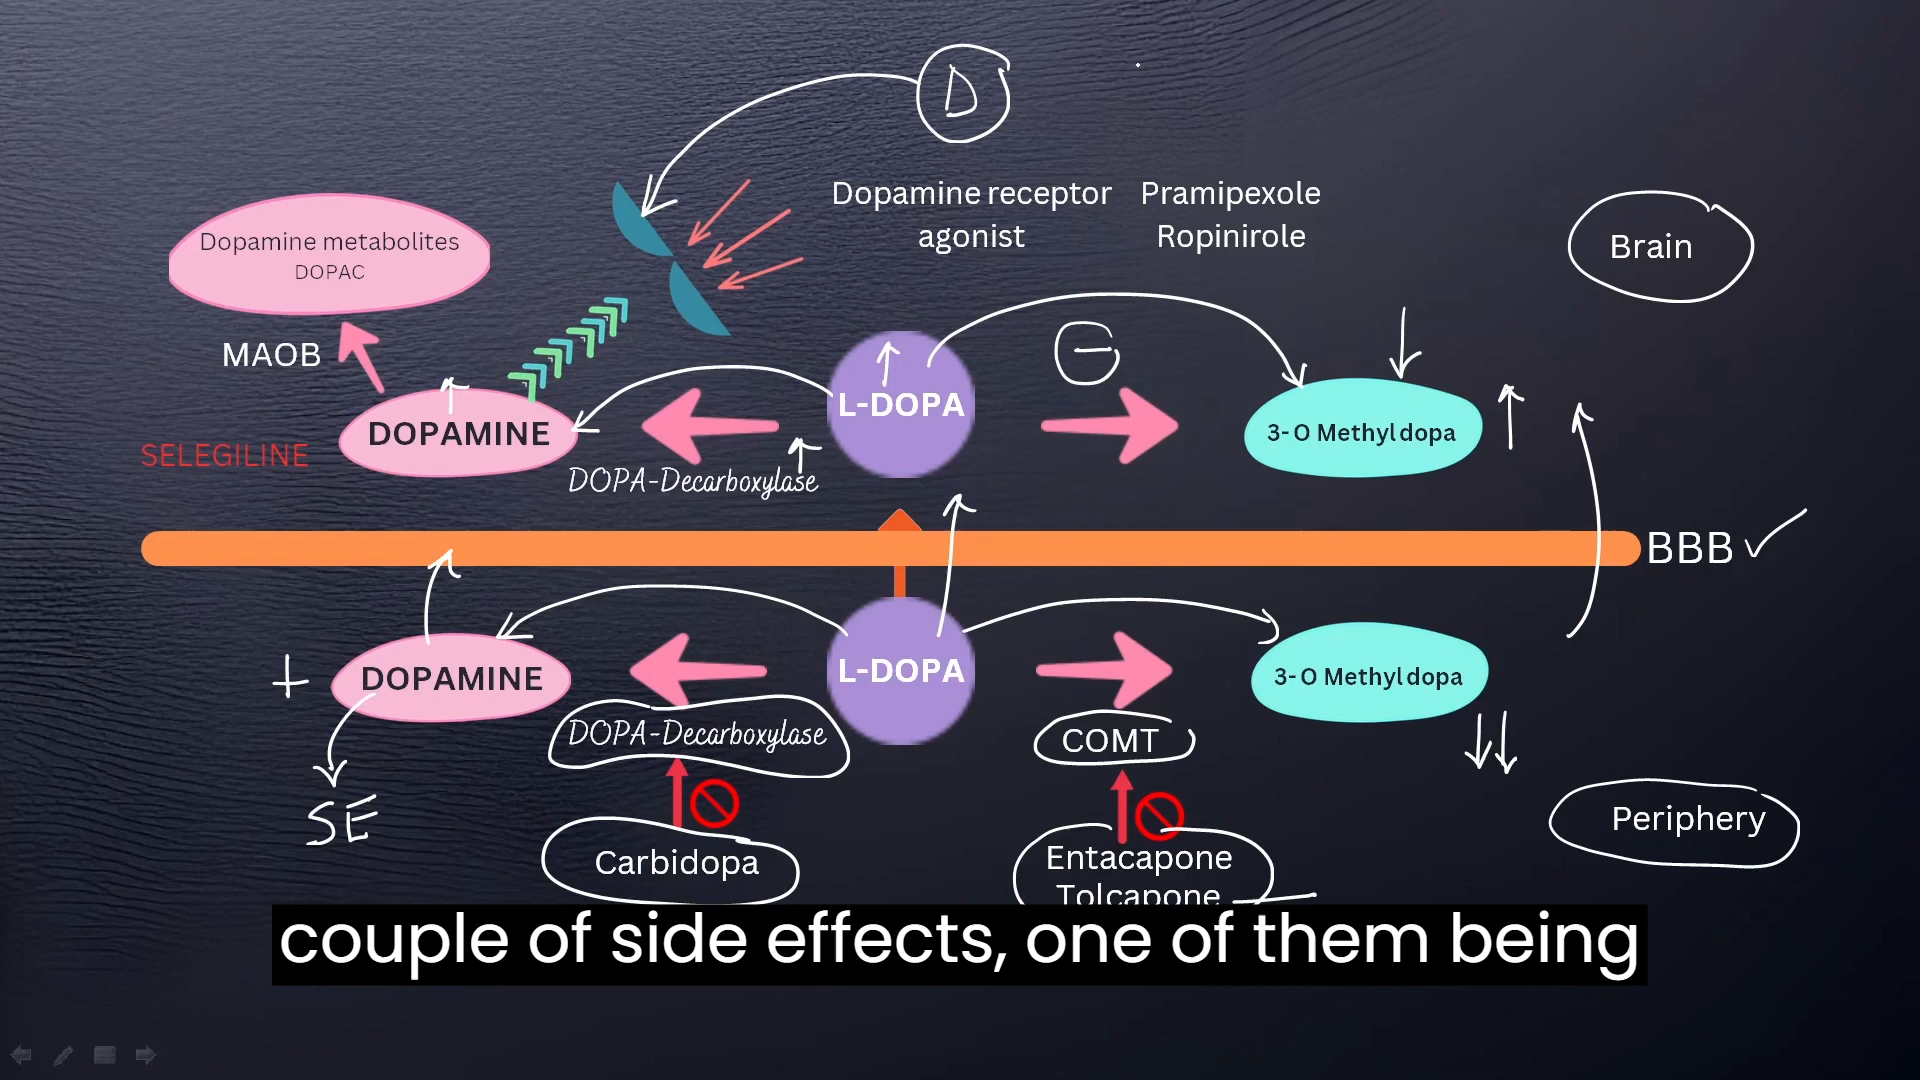 D
Dopamine receptor
agonist
Pramipexole
Ropinirole
Brain
Dopamine metabolites
DOPAC
MAOB
L-DOPA
DOPAMINE
3-O Methyldopa
SELEGILINE
DOPA-Decarboxylase
BBB
L-DOPA
+ DOPAMINE
3-O Methyldopa
DOPA-Decarboxylase
COMT
SE
Periphery
Carbidopa
Entacapone
Tolcapone
couple of side effects, one of them being